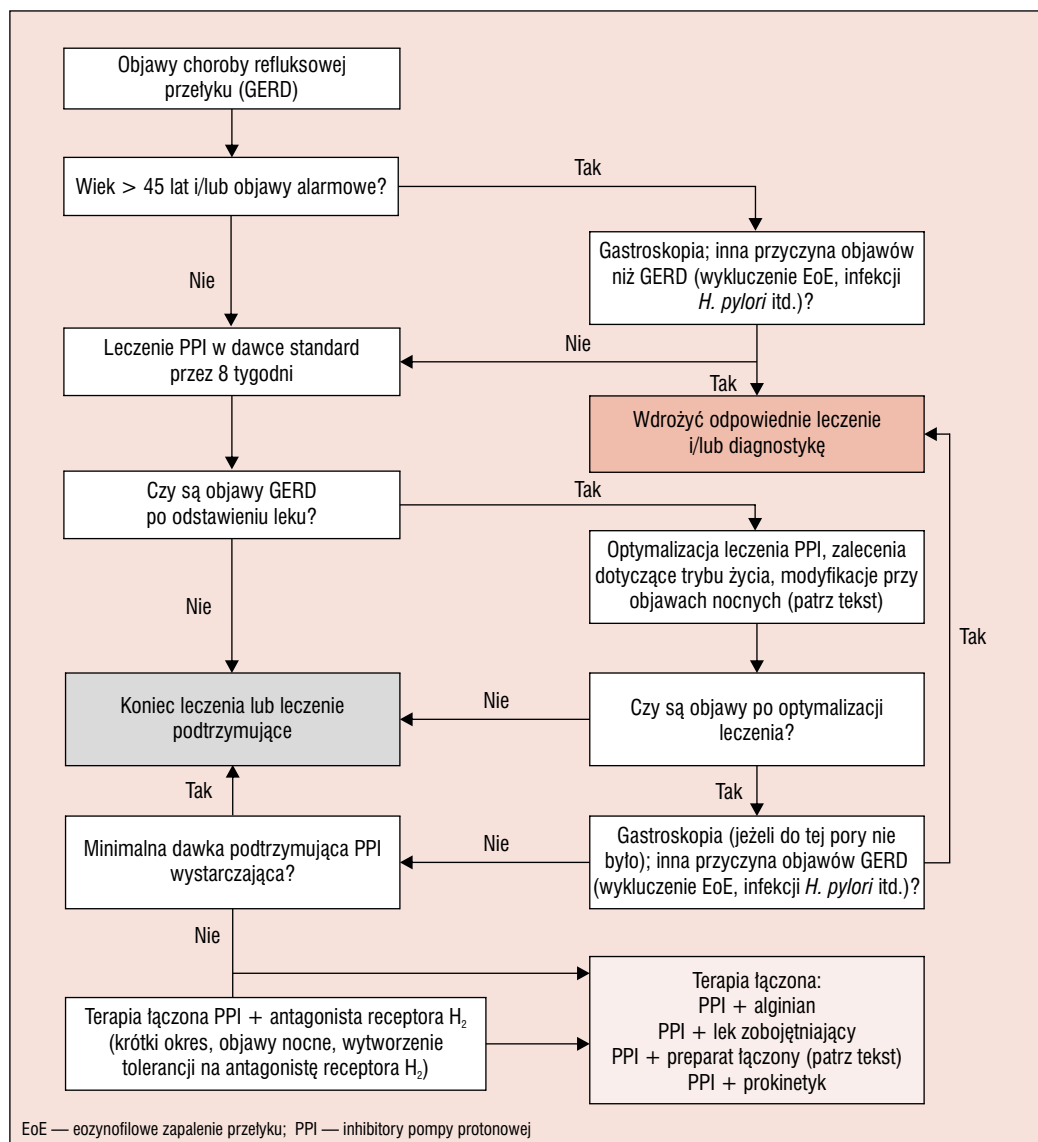 Objawy choroby refluksowej
przełyku (GERD)
Wiek > 45 lat i/lub objawy alarmowe?
Tak
Nie
Gastroskopia; inna przyczyna objawów
niż GERD (wykluczenie EoE, infekcji
H. pylori itd.)?
Leczenie PPI w dawce standard
przez 8 tygodni
Nie
Tak
Wdrożyć odpowiednie leczenie
i/lub diagnostykę
Czy są objawy GERD
po odstawieniu leku?
Tak
Nie
Optymalizacja leczenia PPI, zalecenia
dotyczące trybu życia, modyfikacje przy
objawach nocnych (patrz tekst)
Tak
Koniec leczenia lub leczenie
podtrzymujące
Nie
Czy są objawy po optymalizacji
leczenia?
Tak
Tak
Minimalna dawka podtrzymująca PPI
wystarczająca?
Nie
Gastroskopia (jeżeli do tej pory nie
było); inna przyczyna objawów GERD
(wykluczenie EoE, infekcji H. pylori itd.)?
Nie
Terapia łączona PPI + antagonista receptora H₂
(krótki okres, objawy nocne, wytworzenie
tolerancji na antagonistę receptora H₂)
Terapia łączona:
PPI + alginian
PPI + lek zobojętniający
PPI + preparat łączony (patrz tekst)
PPI + prokinetyk
EoE — eozynofilowe zapalenie przełyku; PPI — inhibitory pompy protonowej